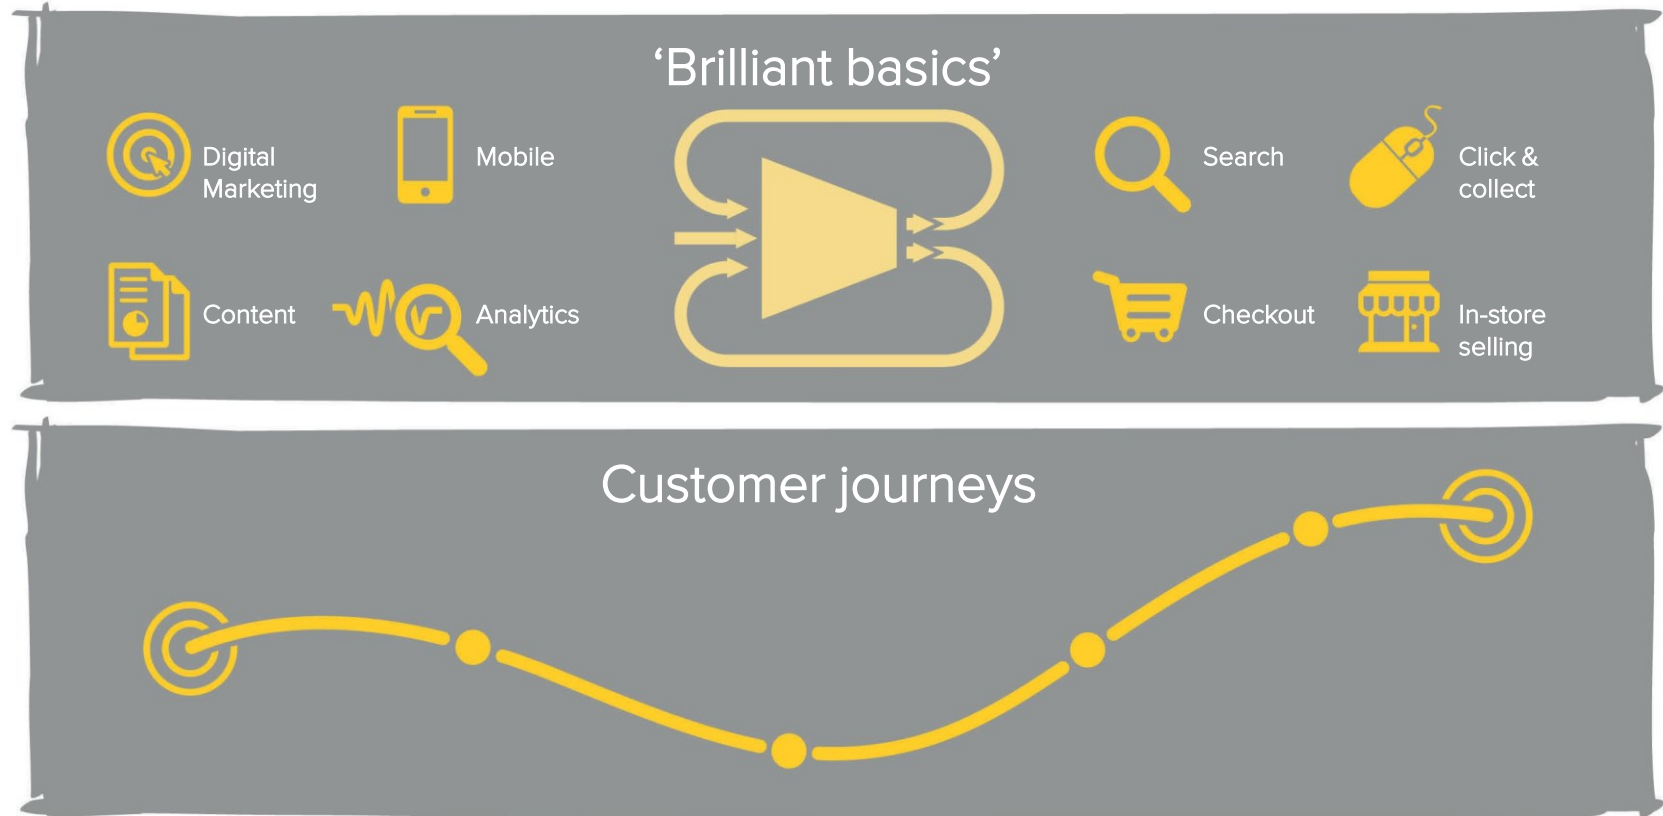 ‘Brilliant basics’
Digital
Marketing
Mobile
Search
Click &
collect
Content
Analytics
Checkout
In-store
selling
Customer journeys